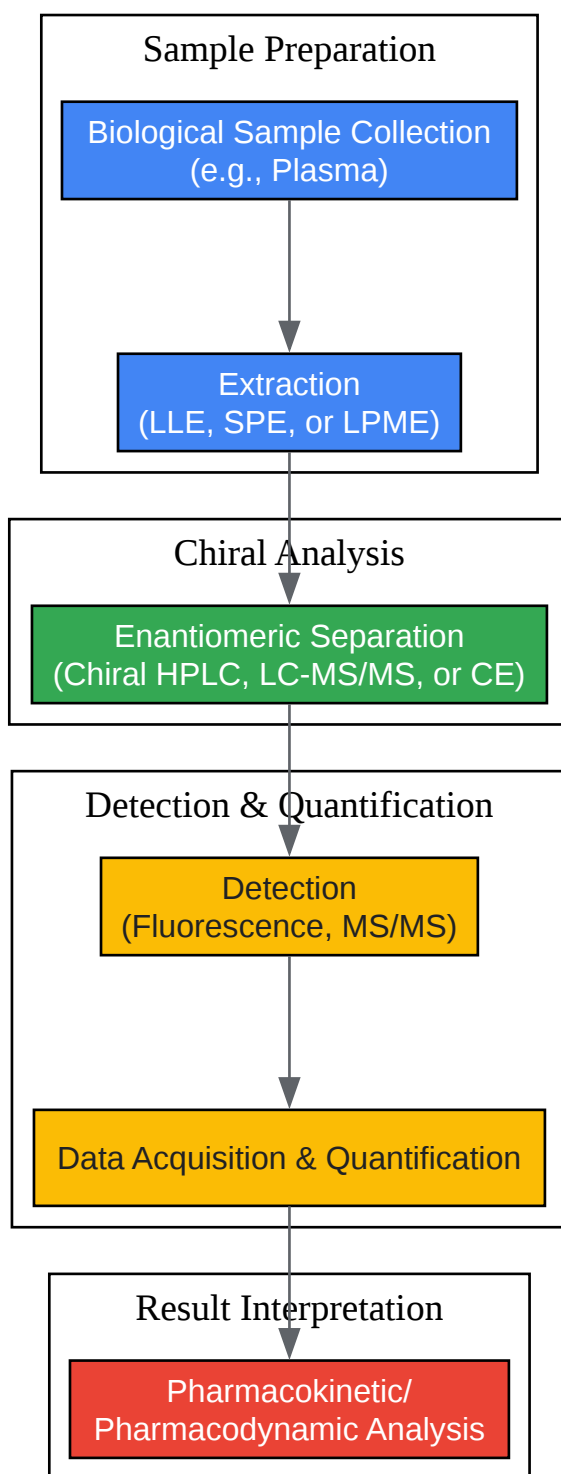 Sample Preparation
Biological Sample Collection
(e.g., Plasma)
Extraction
(LLE, SPE, or LPME)
Chiral Analysis
Enantiomeric Separation
(Chiral HPLC, LC-MS/MS, or CE)
Detection & Quantification
Detection
(Fluorescence, MS/MS)
Data Acquisition & Quantification
Result Interpretation
Pharmacokinetic/
Pharmacodynamic Analysis